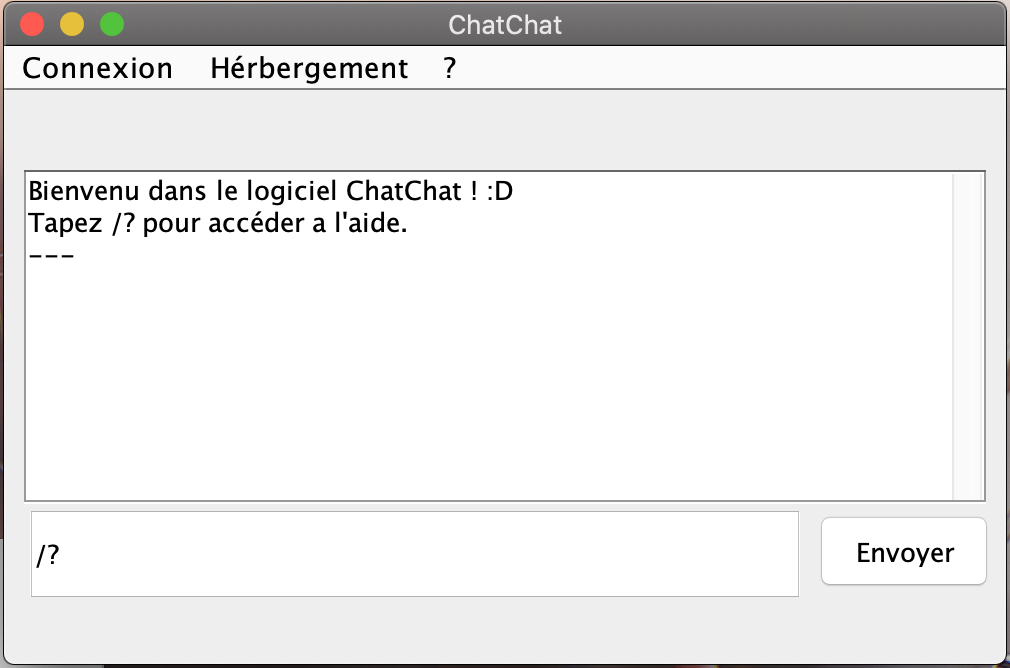 ChatChat
Connexion Hérbergement ?
Bienvenu dans le logiciel ChatChat ! :D
Tapez /? pour accéder a l'aide.
---
/?
Envoyer